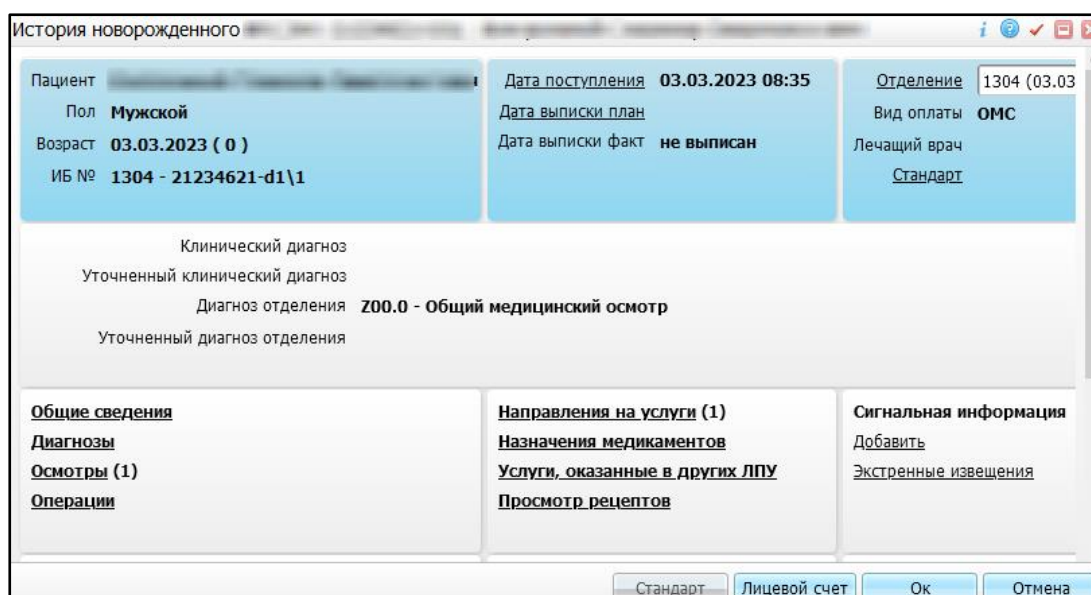 История новорожденного
Пациент
Пол Мужской
Возраст 03.03.2023 ( 0 )
ИБ № 1304 - 21234621-d1\1
Дата поступления 03.03.2023 08:35
Дата выписки план
Дата выписки факт не выписан
Отделение 1304 (03.03
Вид оплаты ОМС
Лечащий врач
Стандарт
Клинический диагноз
Уточненный клинический диагноз
Диагноз отделения Z00.0 - Общий медицинский осмотр
Уточненный диагноз отделения
Общие сведения
Диагнозы
Осмотры (1)
Операции
Направления на услуги (1)
Назначения медикаментов
Услуги, оказанные в других ЛПУ
Просмотр рецептов
Сигнальная информация
Добавить
Экстренные извещения
Стандарт Лицевой счет Ок Отмена